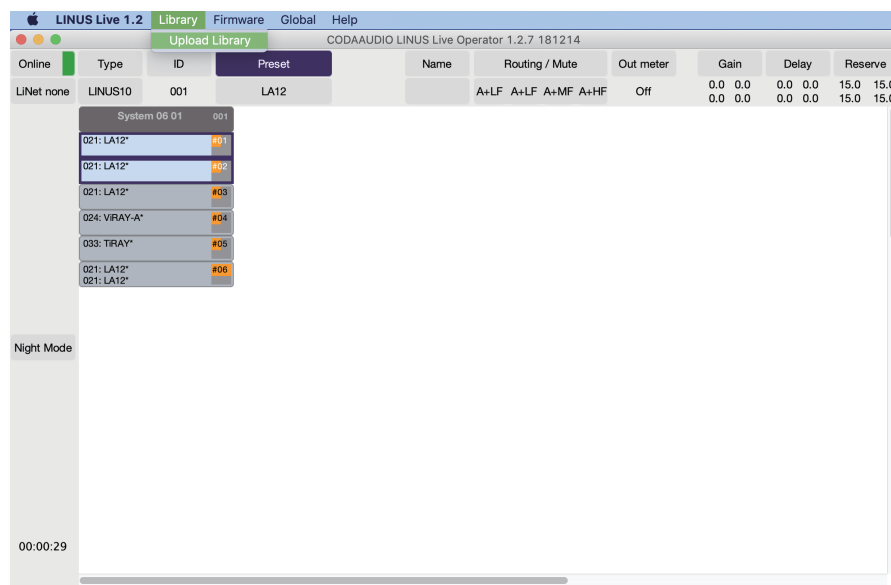 LINUS Live 1.2 Library Firmware Global Help
Upload Library
CODAAUDIO LINUS Live Operator 1.2.7 181214
Online Type ID Preset Name Routing / Mute Out meter Gain Delay Reserve
LiNet none LINUS10 001 LA12 A+LF A+LF A+MF A+HF Off 0.0 0.0 0.0 0.0 15.0 15.0
0.0 0.0 0.0 0.0 15.0 15.0
System 06 01 001
021: LA12* #01
021: LA12* #02
021: LA12* #03
024: ViRAY-A* #04
033: TiRAY* #05
021: LA12* #06
021: LA12*
Night Mode
00:00:29